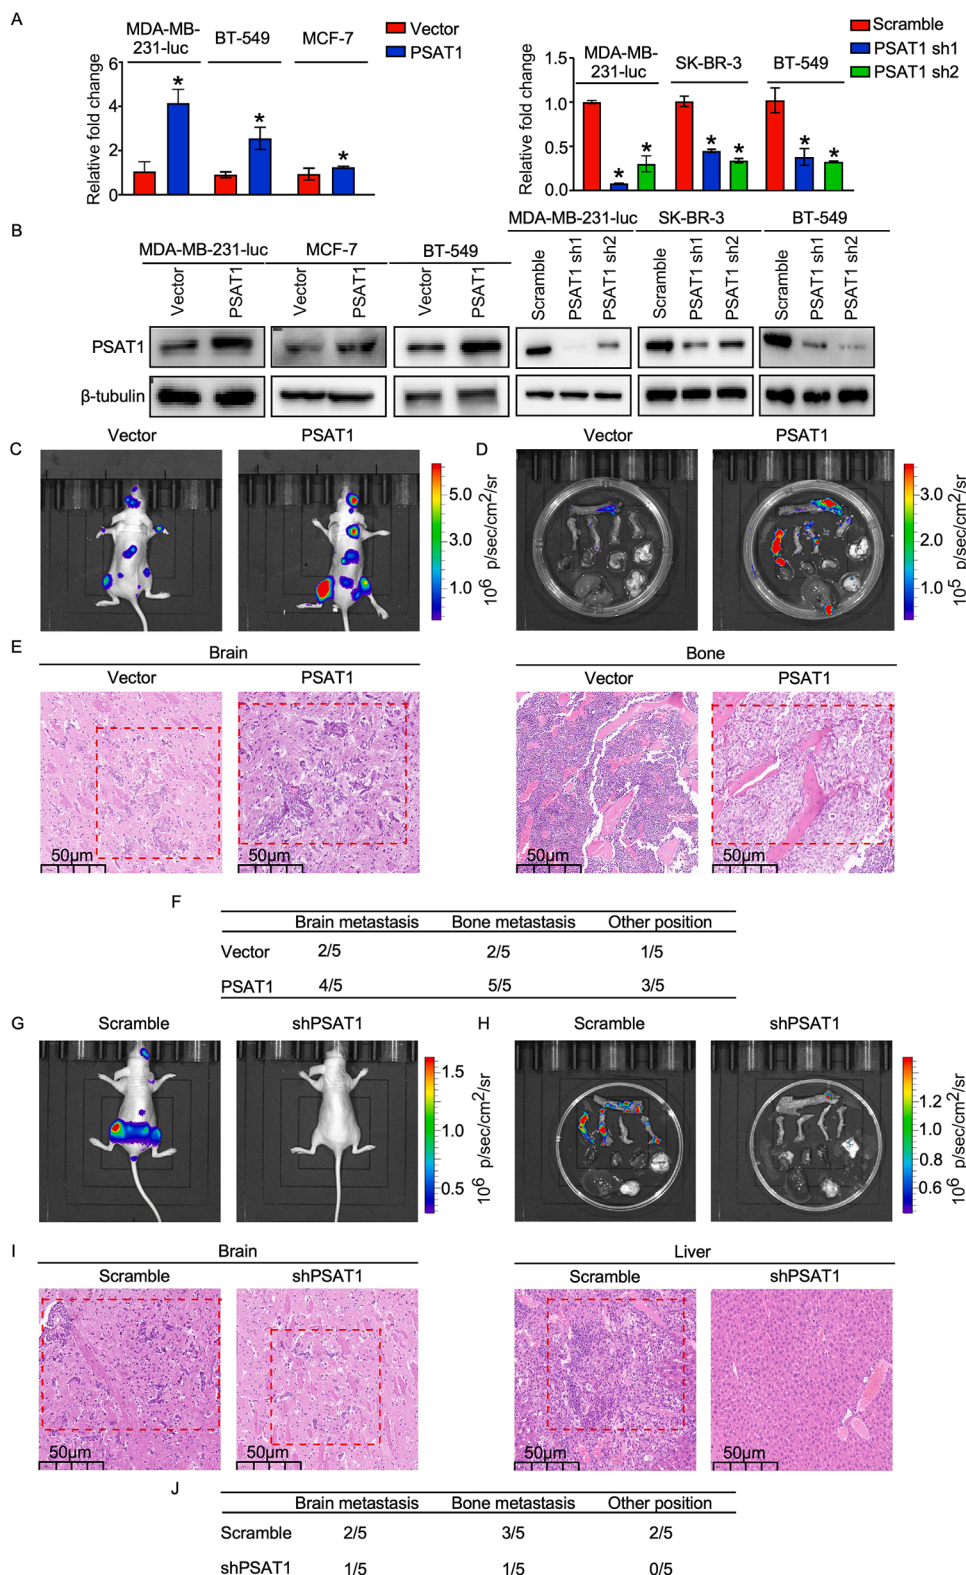 A
MDA-MB-
231-luc
BT-549
MCF-7
Vector
PSAT1
Relative fold change
6
4
2
0
*
*
*
Scramble
PSAT1 sh1
PSAT1 sh2
MDA-MB-
231-luc
SK-BR-3
BT-549
Relative fold change
1.5
1.0
0.5
0.0
*
*
*
*
*
*
B
MDA-MB-231-luc
MCF-7
BT-549
MDA-MB-231-luc
SK-BR-3
BT-549
Vector
PSAT1
Vector
PSAT1
Vector
PSAT1
Scramble
PSAT1 sh1
PSAT1 sh2
Scramble
PSAT1 sh1
PSAT1 sh2
Scramble
PSAT1 sh1
PSAT1 sh2
PSAT1
β-tubulin
C
Vector
PSAT1
5.0
3.0
1.0
10⁶ p/sec/cm²/sr
D
Vector
PSAT1
3.0
2.0
1.0
10⁵ p/sec/cm²/sr
E
Brain
Vector
PSAT1
50μm
50μm
Bone
Vector
PSAT1
50μm
50μm
F
Brain metastasis Bone metastasis Other position
Vector 2/5 2/5 1/5
PSAT1 4/5 5/5 3/5
G
Scramble
shPSAT1
1.5
1.0
0.5
10⁶ p/sec/cm²/sr
H
Scramble
shPSAT1
1.2
1.0
0.8
0.6
10⁶ p/sec/cm²/sr
I
Brain
Scramble
shPSAT1
50μm
50μm
Liver
Scramble
shPSAT1
50μm
50μm
J
Brain metastasis Bone metastasis Other position
Scramble 2/5 3/5 2/5
shPSAT1 1/5 1/5 0/5